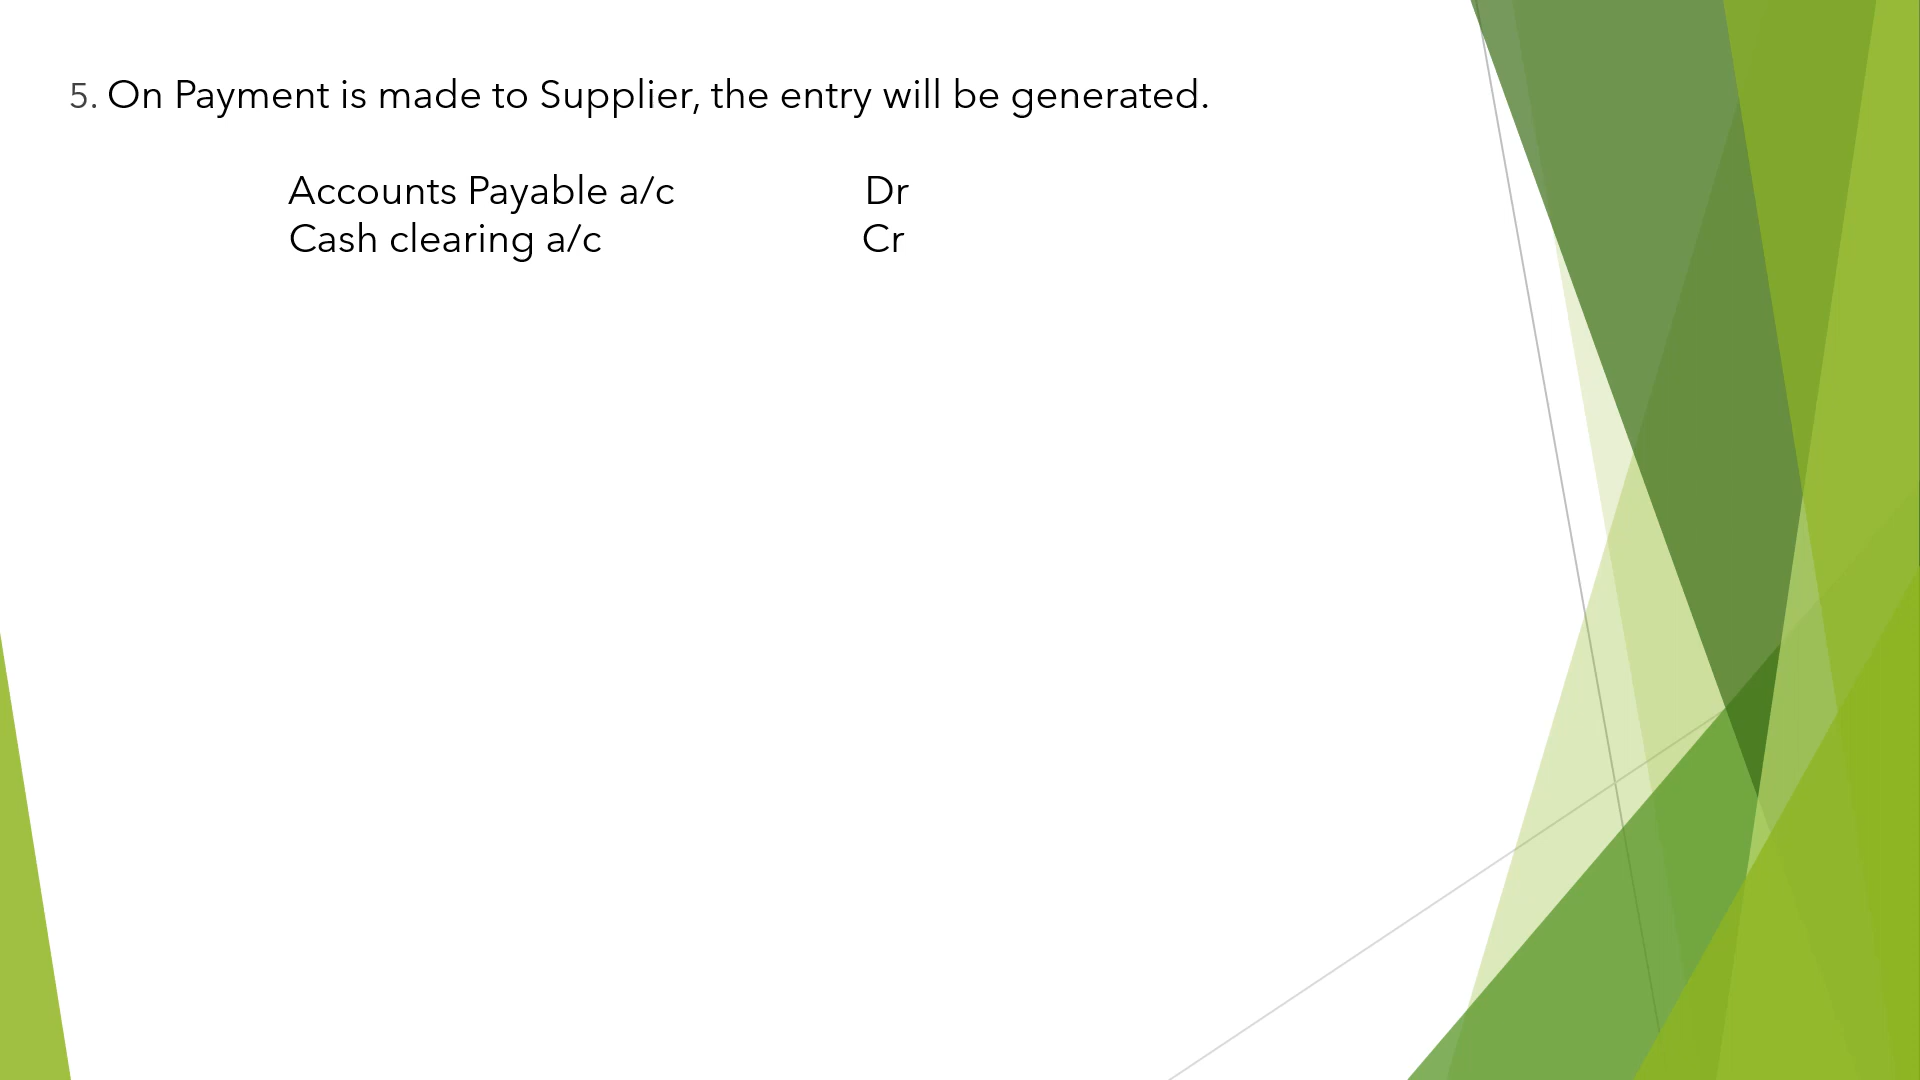 5. On Payment is made to Supplier, the entry will be generated.
Accounts Payable a/c Dr
Cash clearing a/c Cr